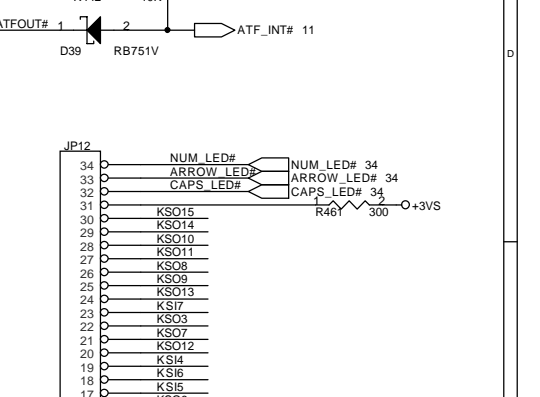 ATFOUT# 1 2 ATF_INT# 11
D39 RB751V
D
JP12
34 NUM_LED# NUM_LED# 34
33 ARROW_LED# ARROW_LED# 34
32 CAPS_LED# CAPS_LED# 34
31 1 2 +3VS
R461 300
30 KSO15
29 KSO14
28 KSO10
27 KSO11
26 KSO8
25 KSO9
24 KSO13
23 KSI7
22 KSO3
21 KSO7
20 KSO12
19 KSI4
18 KSI6
17 KSI5